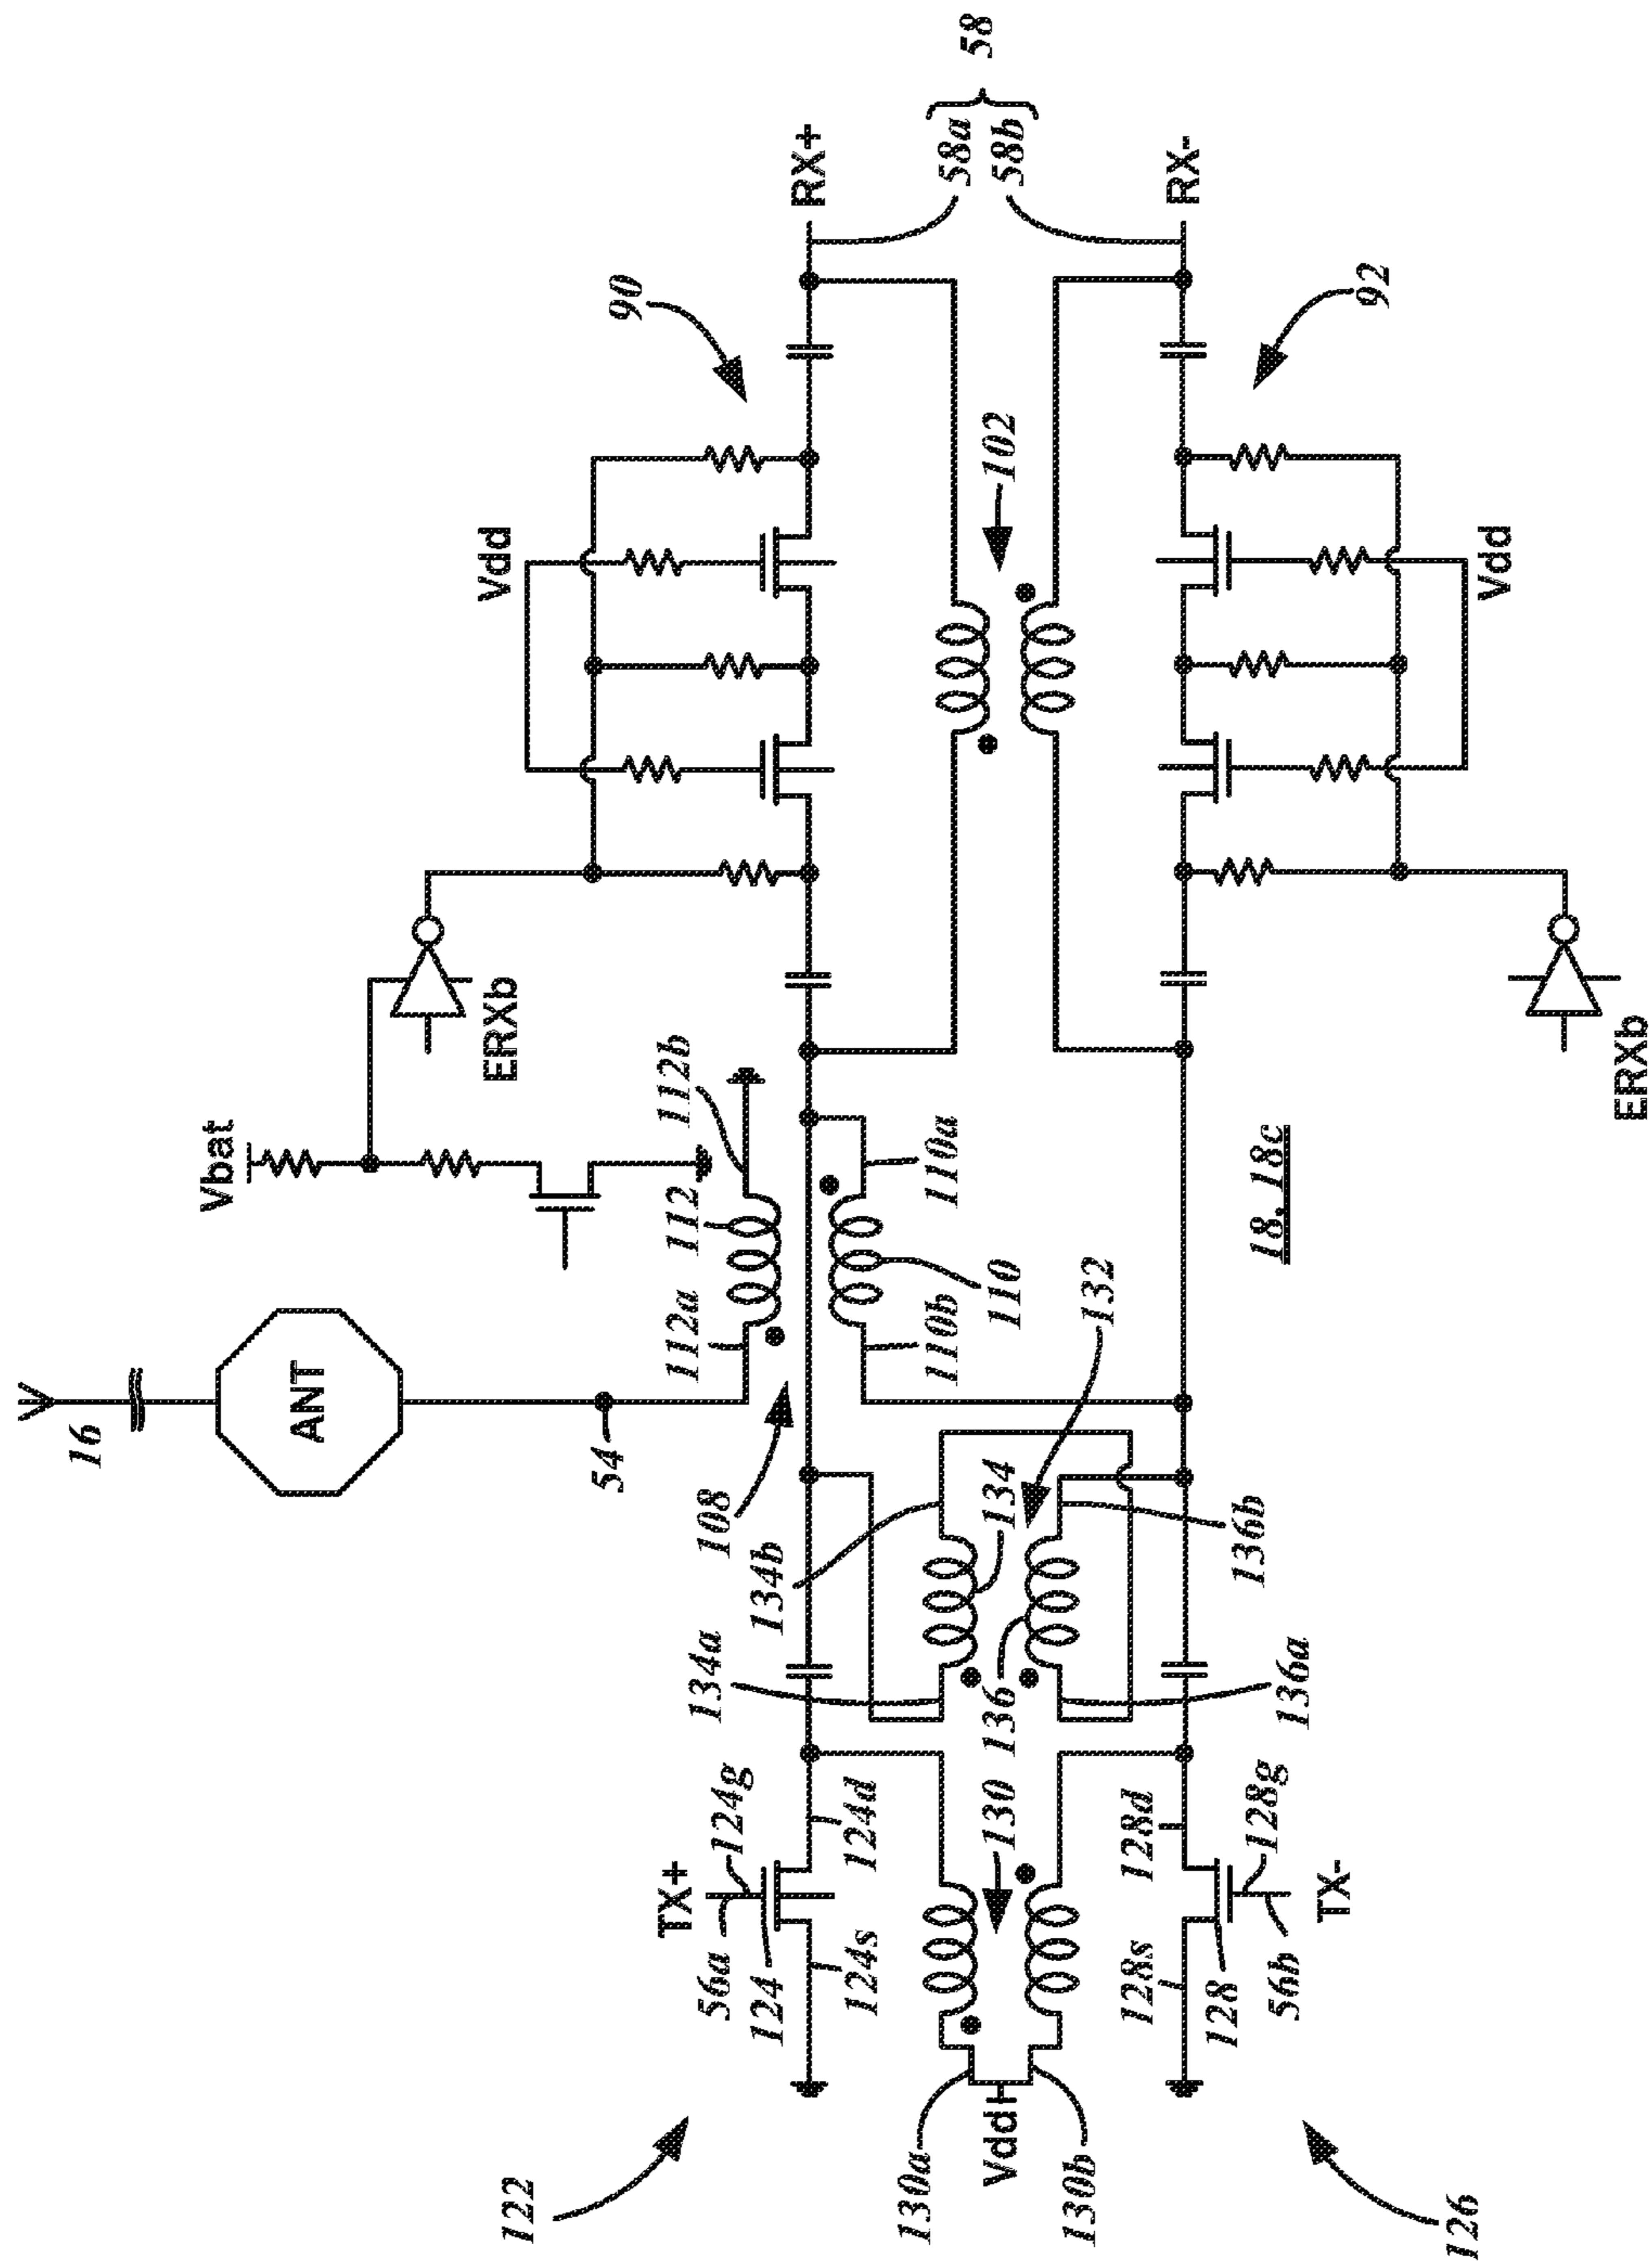 16
ANT
54
Vbat
ERXb
Vdd
90
RX+
58a
58b
58
RX-
92
Vdd
ERXb
102
108
112a
112
112b
110a
110b
110
132
134
134b
134a
136
136b
136a
130
130a
130b
Vdd
TX+
56a
124g
124
124s
124d
122
128d
128s
128
128g
56b
TX-
126
18, 18c